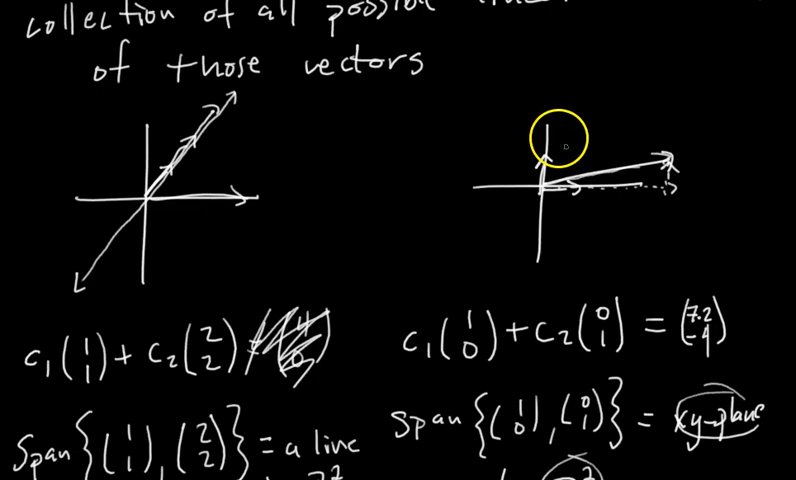 collection of all possible
of those vectors
c₁(1 1) + c₂(2 2) =
c₁(1 0) + c₂(0 1) = (7.2 -4)
Span {(1 1), (2 2)} = a line
Span {(1 0), (0 1)} = xy-plane